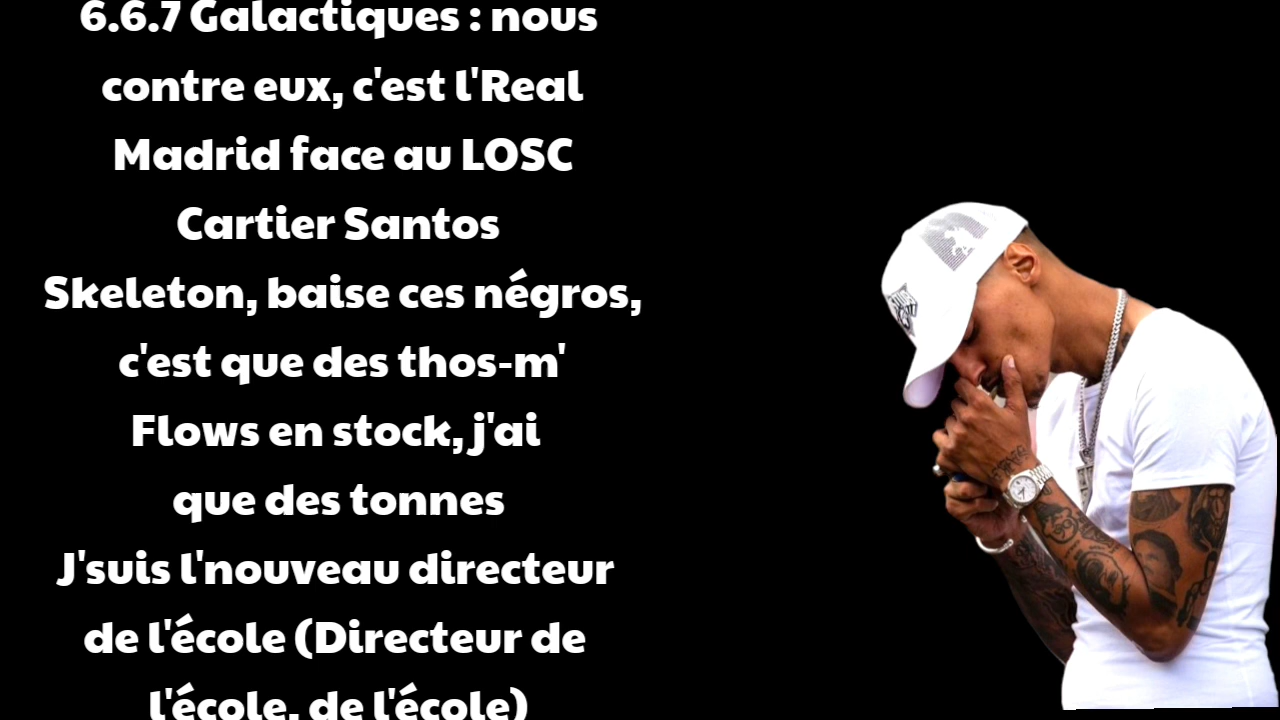 6.6.7 Galactiques : nous
contre eux, c'est l'Real
Madrid face au LOSC
Cartier Santos
Skeleton, baise ces négros,
c'est que des thos-m'
Flows en stock, j'ai
que des tonnes
J'suis l'nouveau directeur
de l'école (Directeur de
l'école, de l'école)